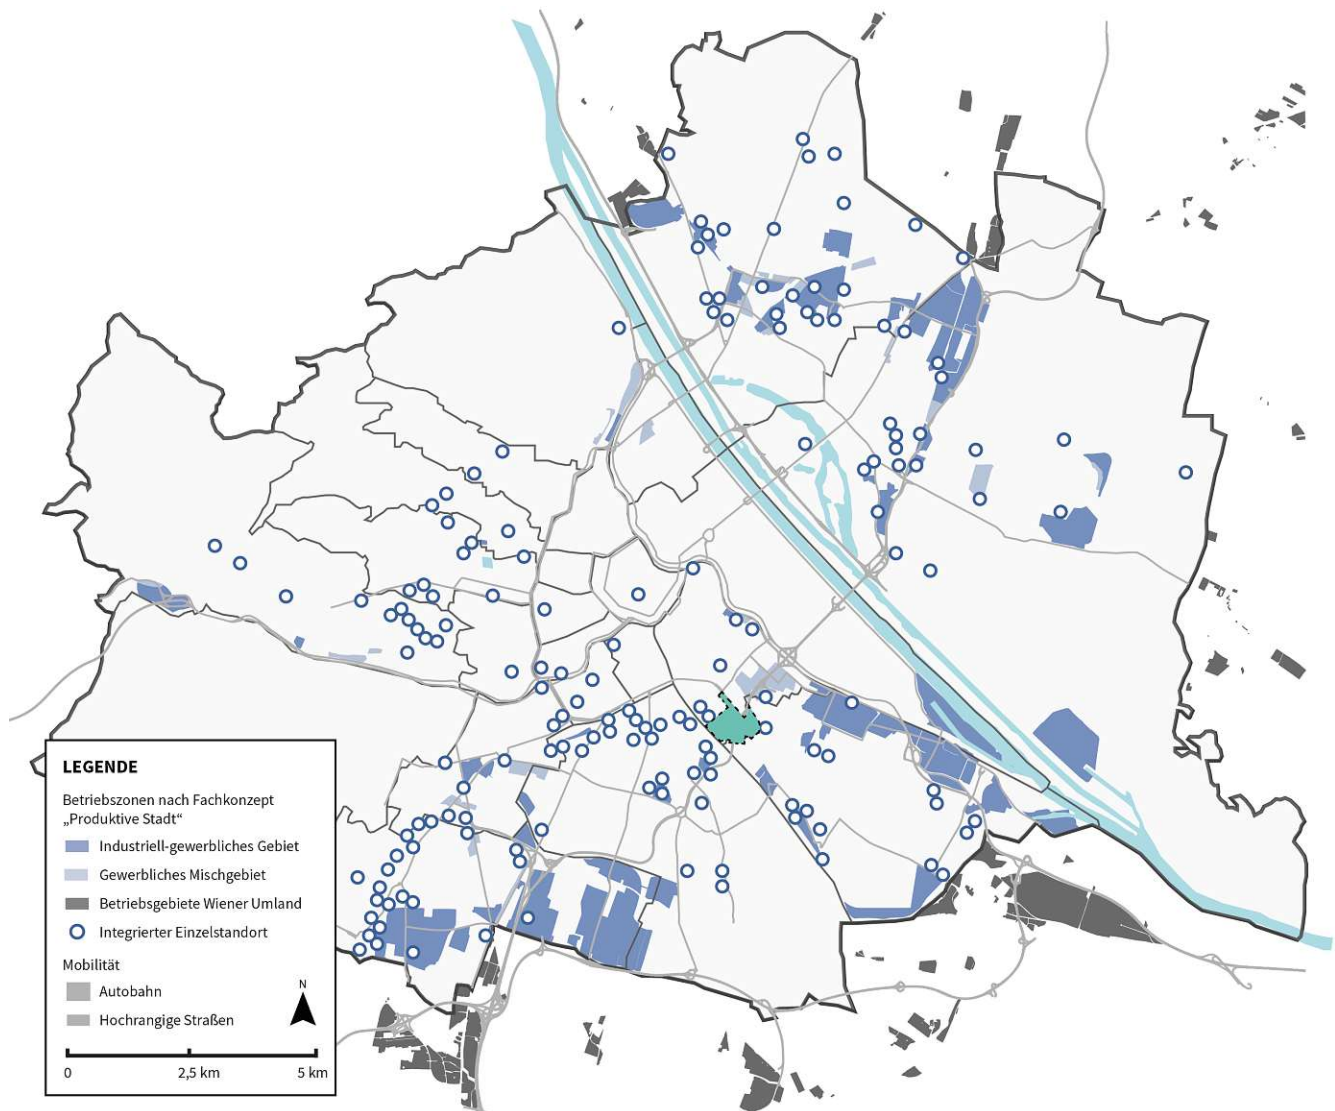 LEGENDE
Betriebszonen nach Fachkonzept
„Produktive Stadt“
Industriell-gewerbliches Gebiet
Gewerbliches Mischgebiet
Betriebsgebiete Wiener Umland
Integrierter Einzelstandort
Mobilität
Autobahn
Hochrangige Straßen
N
0 2,5 km 5 km